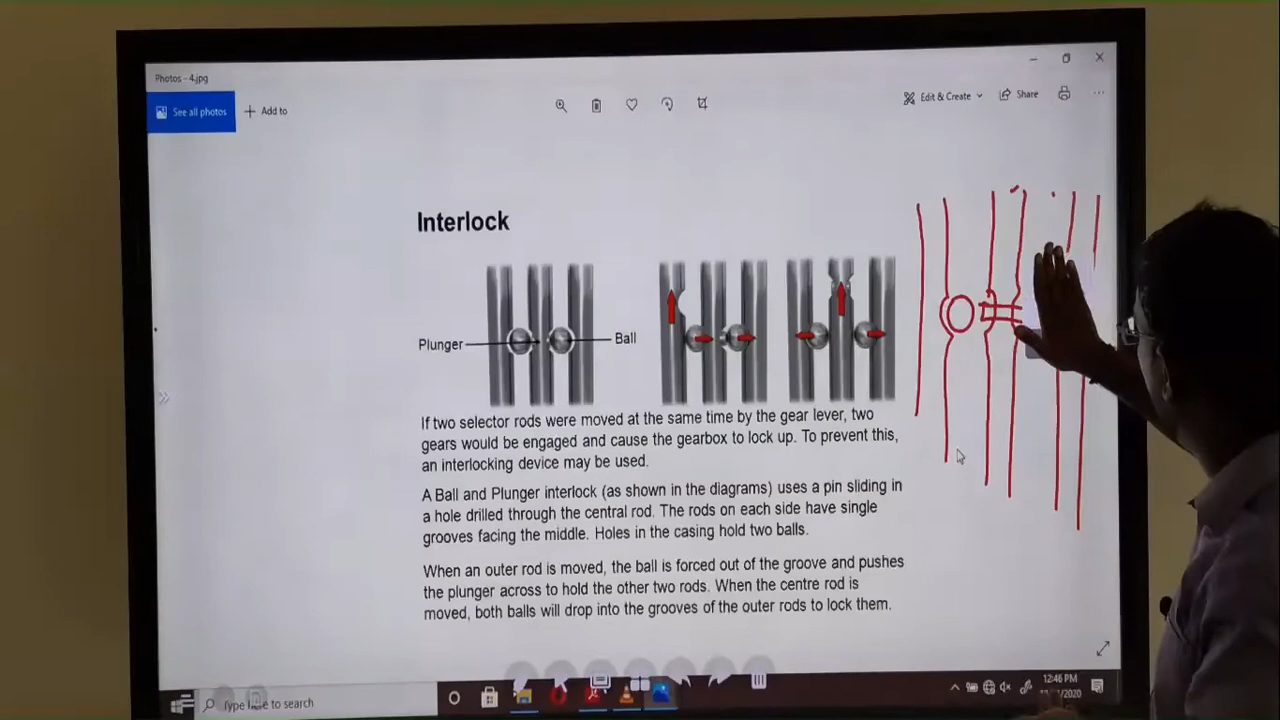 Photos - 4.jpg
See all photos
Add to
Edit & Create
Share
Interlock
Plunger
Ball
If two selector rods were moved at the same time by the gear lever, two
gears would be engaged and cause the gearbox to lock up. To prevent this,
an interlocking device may be used.
A Ball and Plunger interlock (as shown in the diagrams) uses a pin sliding in
a hole drilled through the central rod. The rods on each side have single
grooves facing the middle. Holes in the casing hold two balls.
When an outer rod is moved, the ball is forced out of the groove and pushes
the plunger across to hold the other two rods. When the centre rod is
moved, both balls will drop into the grooves of the outer rods to lock them.
Type here to search
12:46 PM